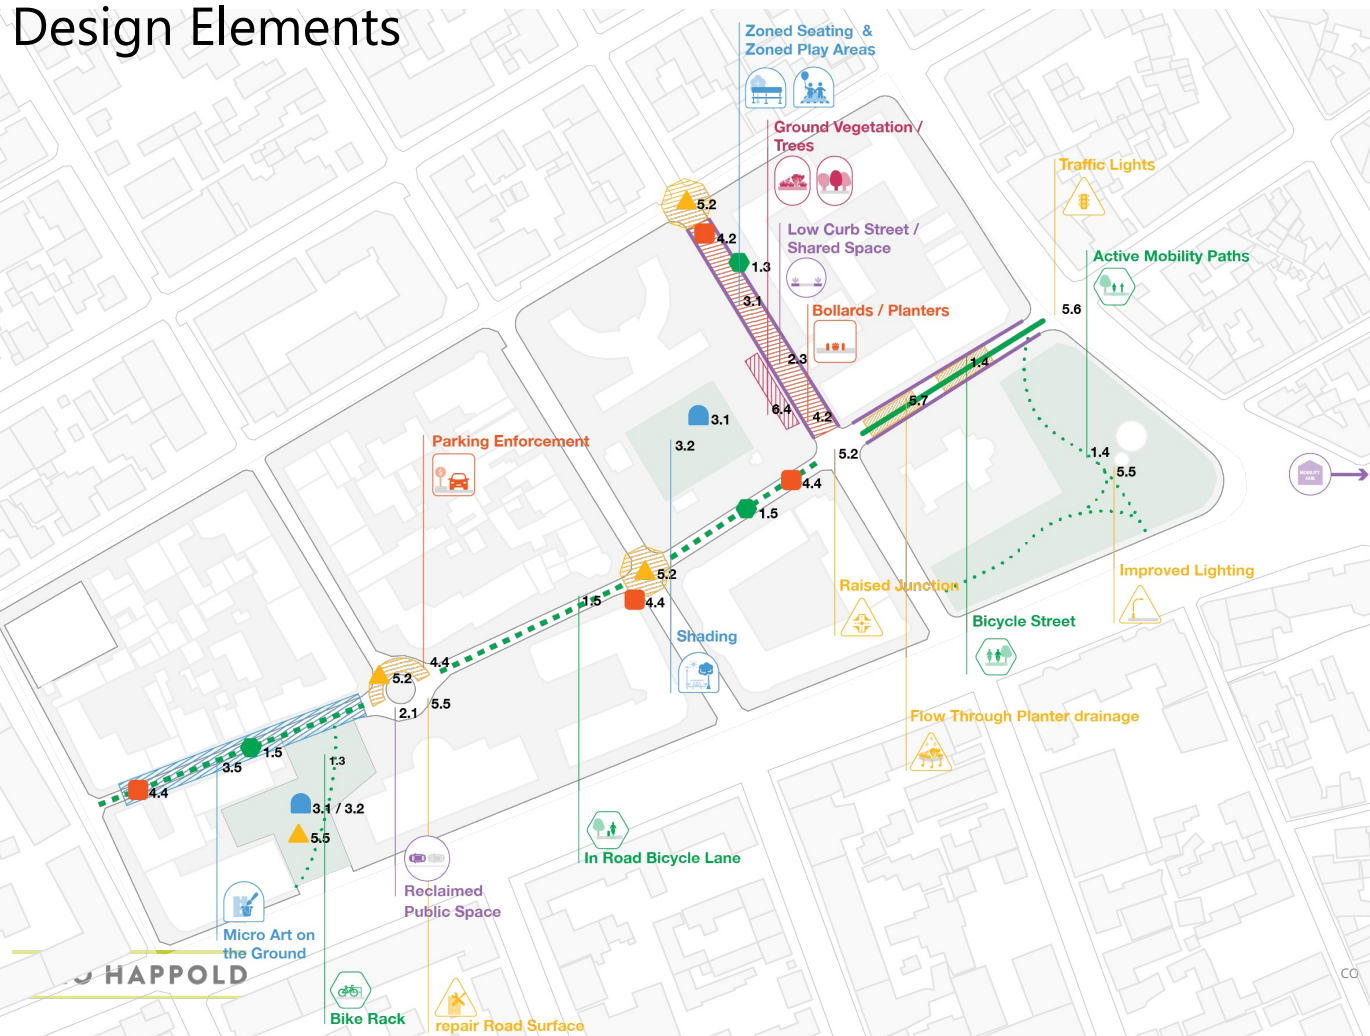 Design Elements
Zoned Seating &
Zoned Play Areas
Ground Vegetation /
Trees
Traffic Lights
5.2
Low Curb Street /
Shared Space
4.2
Active Mobility Paths
1.3
3.1
5.6
Bollards / Planters
2.3
1.4
5.7
6.4
4.2
3.1
Parking Enforcement
3.2
5.2
1.4
5.5
MOBILITY
HUB
4.4
1.5
5.2
Improved Lighting
Raised Junction
1.5
4.4
Bicycle Street
Shading
4.4
5.2
5.5
2.1
Flow Through Planter drainage
1.5
3.5
1.3
4.4
3.1 / 3.2
5.5
In Road Bicycle Lane
Reclaimed
Public Space
Micro Art on
the Ground
HAPPOLD
CO
Bike Rack
repair Road Surface